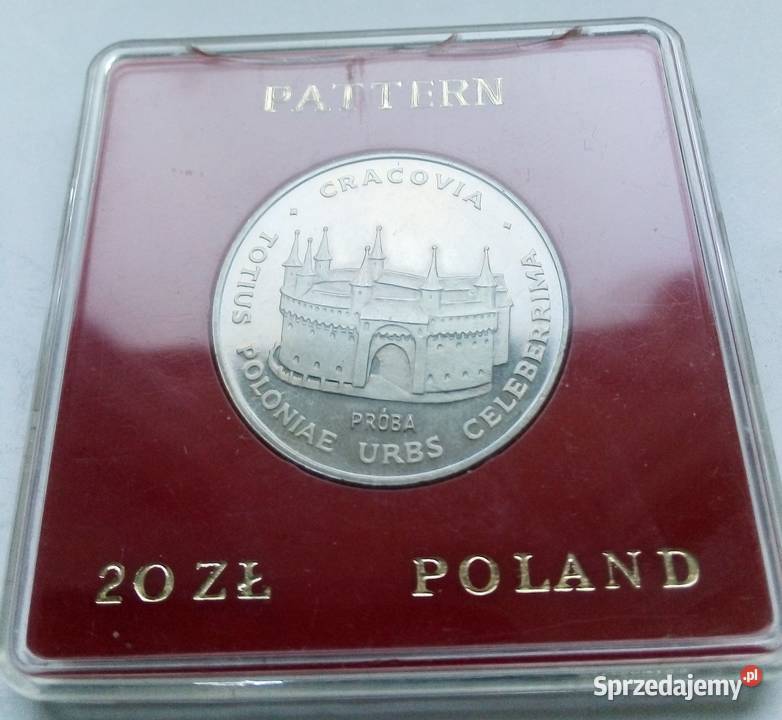 PATTERN
CRACOVIA
TOTIUS POLONIAE URBS CELEBERRIMA
PRÓBA
20 ZŁ POLAND
Sprzedajemy.pl